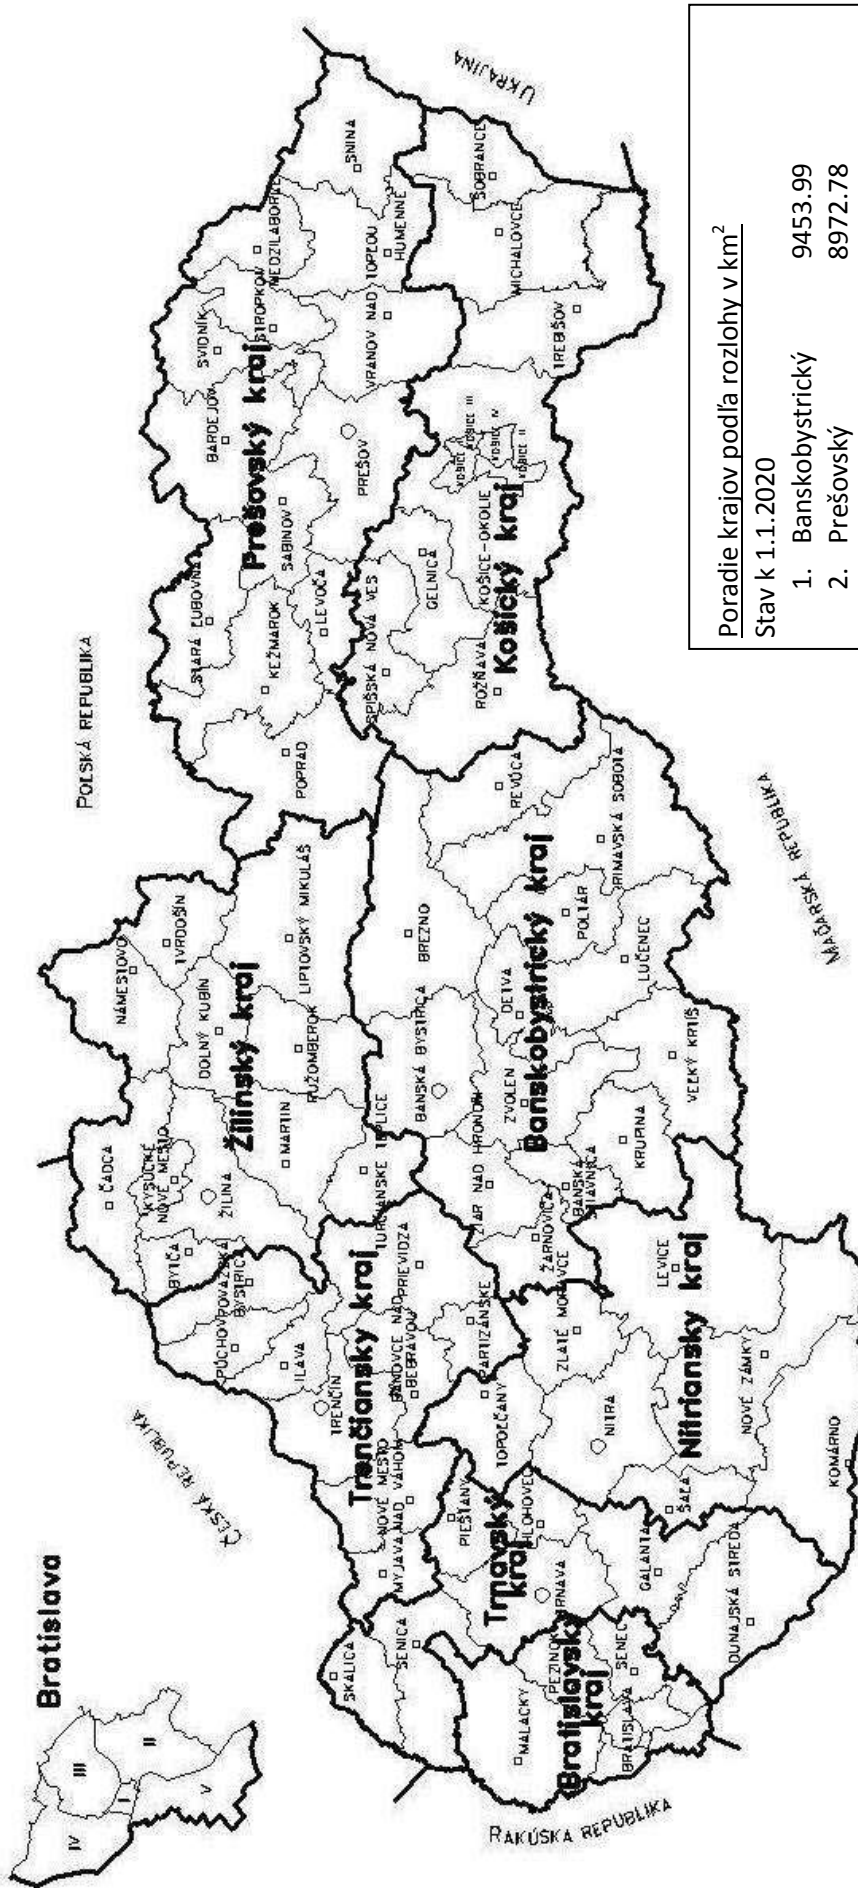 Bratislava
IV
III
I
II
V
ČESKÁ REPUBLIKA
POĽSKÁ REPUBLIKA
UKRAJINA
MAĎARSKÁ REPUBLIKA
RAKÚSKA REPUBLIKA
Bratislavský
kraj
MALACKY
PEZINOK
SENEC
BRATISLAVA
Trnavský
kraj
SKALICA
SENICA
PIEŠŤANY
HLOHOVEC
TRNAVA
GALANTA
DUNAJSKÁ STREDA
Trenčiansky kraj
MYJAVA
NOVÉ MESTO
NAD VÁHOM
TRENČÍN
ILAVA
PÚCHOV
POVAŽSKÁ
BYSTRICA
BÁNOVCE NAD
BEBRAVOU
PARTIZÁNSKE
PRIEVIDZA
Nitriansky kraj
TOPOĽČANY
ZLATÉ MORAVCE
NITRA
LEVICE
ŠAĽA
NOVÉ ZÁMKY
KOMÁRNO
Žilinský kraj
ČADCA
BYTČA
KYSUCKÉ
NOVÉ MESTO
ŽILINA
MARTIN
TURČIANSKE TEPLICE
NÁMESTOVO
TVRDOŠÍN
DOLNÝ KUBÍN
RUŽOMBEROK
LIPTOVSKÝ MIKULÁŠ
Banskobystrický kraj
BANSKÁ BYSTRICA
BREZNO
ŽIAR NAD HRONOM
ŽARNOVICA
BANSKÁ
ŠTIAVNICA
ZVOLEN
DETVA
KRUPINA
VEĽKÝ KRTÍŠ
LUČENEC
POLTÁR
RIMAVSKÁ SOBOTA
REVÚCA
Prešovský kraj
POPRAD
KEŽMAROK
STARÁ ĽUBOVŇA
LEVOČA
SABINOV
PREŠOV
BARDEJOV
SVIDNÍK
STROPKOV
MEDZILABORCE
VRANOV NAD TOPĽOU
HUMENNÉ
SNINA
Košický kraj
SPIŠSKÁ NOVÁ VES
GELNICA
ROŽŇAVA
KOŠICE-OKOLIE
KOŠICE III
KOŠICE IV
KOŠICE II
TREBIŠOV
MICHALOVCE
SOBRANCE
Poradie krajov podľa rozlohy v km²
Stav k 1.1.2020
1. Banskobystrický 9453.99
2. Prešovský 8972.78